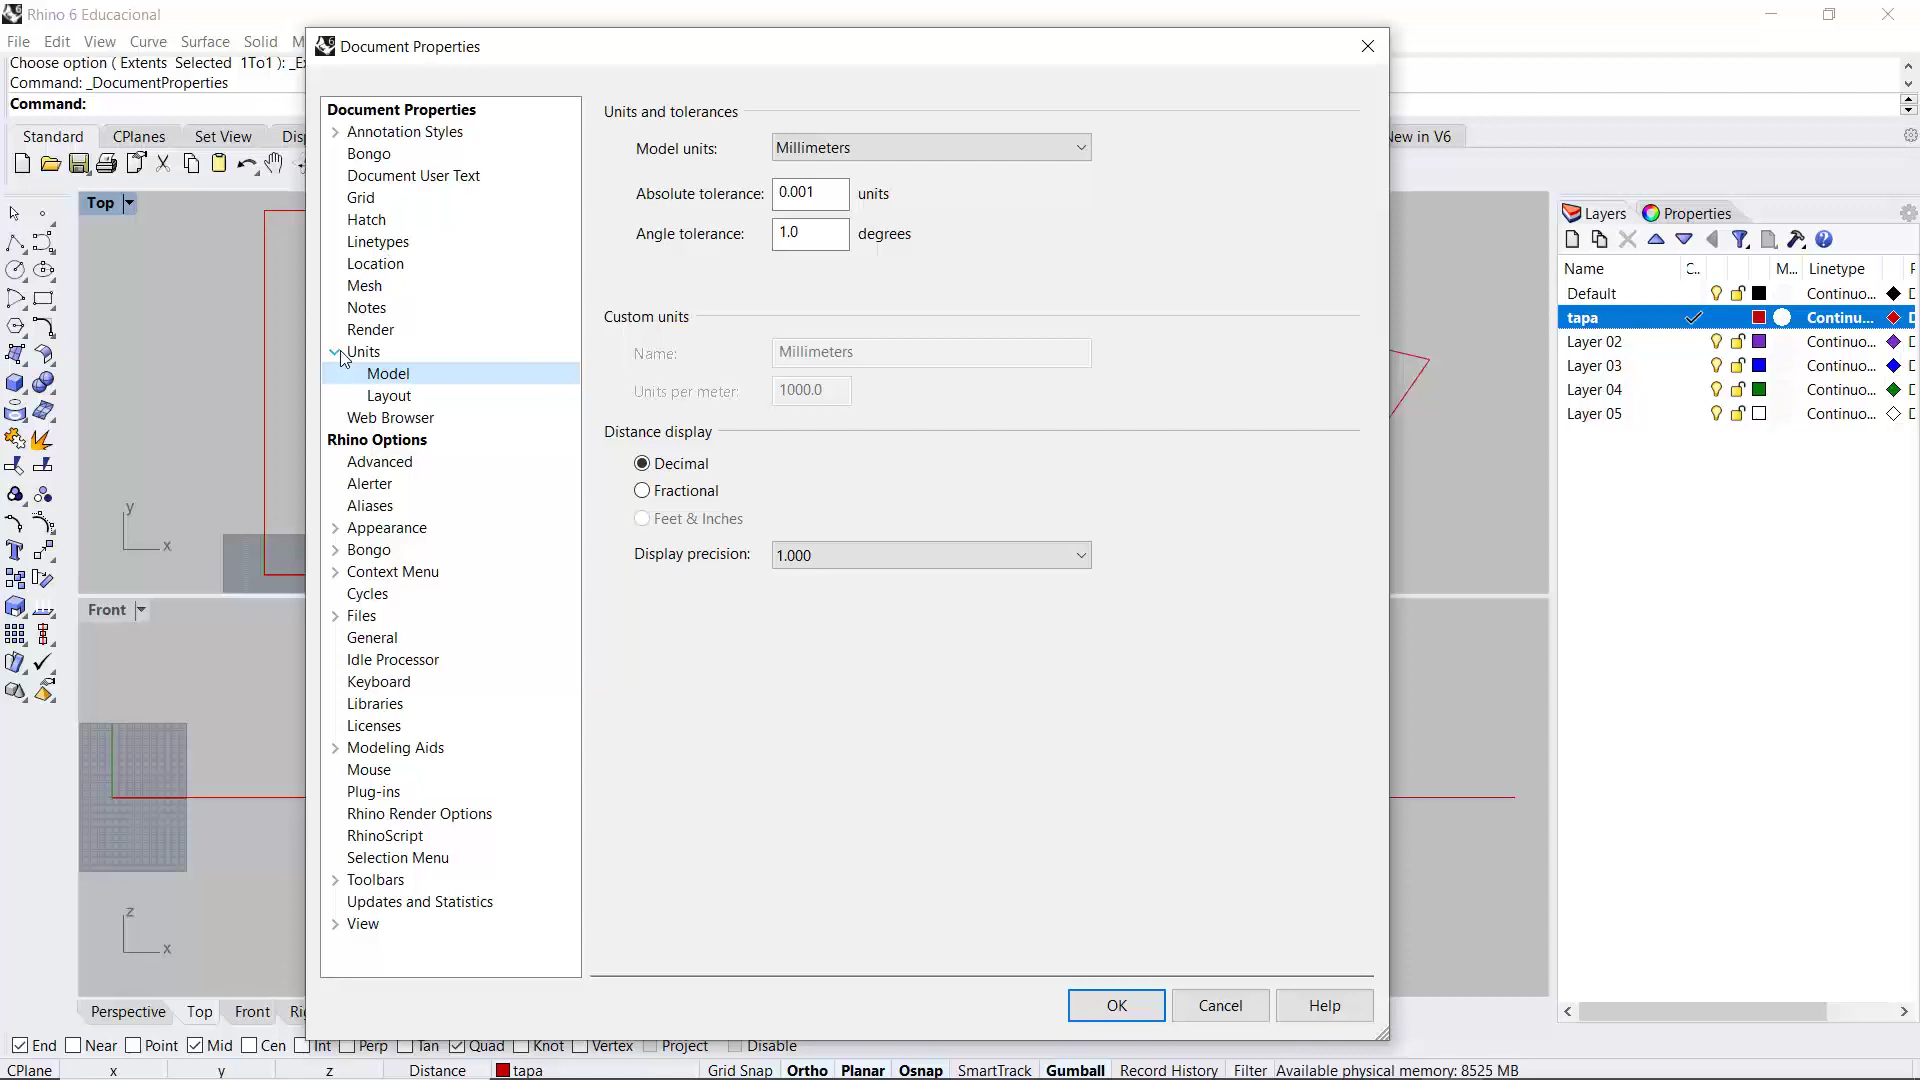 Rhino 6 Educacional
File Edit View Curve Surface Solid M
Choose option ( Extents Selected 1To1 ): _Ex
Command: _DocumentProperties
Command:
Standard CPlanes Set View Disp New in V6
Document Properties
Document Properties
Annotation Styles
Bongo
Document User Text
Grid
Hatch
Linetypes
Location
Mesh
Notes
Render
Units
Model
Layout
Web Browser
Rhino Options
Advanced
Alerter
Aliases
Appearance
Bongo
Context Menu
Cycles
Files
General
Idle Processor
Keyboard
Libraries
Licenses
Modeling Aids
Mouse
Plug-ins
Rhino Render Options
RhinoScript
Selection Menu
Toolbars
Updates and Statistics
View
Units and tolerances
Model units: Millimeters
Absolute tolerance: 0.001 units
Angle tolerance: 1.0 degrees
Custom units
Name: Millimeters
Units per meter: 1000.0
Distance display
Decimal
Fractional
Feet & Inches
Display precision: 1.000
OK Cancel Help
Top
y
x
Front
z
x
Layers Properties
Name C.. M... Linetype P
Default Continuo... D
tapa Continu... D
Layer 02 Continuo... D
Layer 03 Continuo... D
Layer 04 Continuo... D
Layer 05 Continuo... D
Perspective Top Front Ri
End Near Point Mid Cen Int Perp Tan Quad Knot Vertex Project Disable
CPlane x y z Distance tapa Grid Snap Ortho Planar Osnap SmartTrack Gumball Record History Filter Available physical memory: 8525 MB